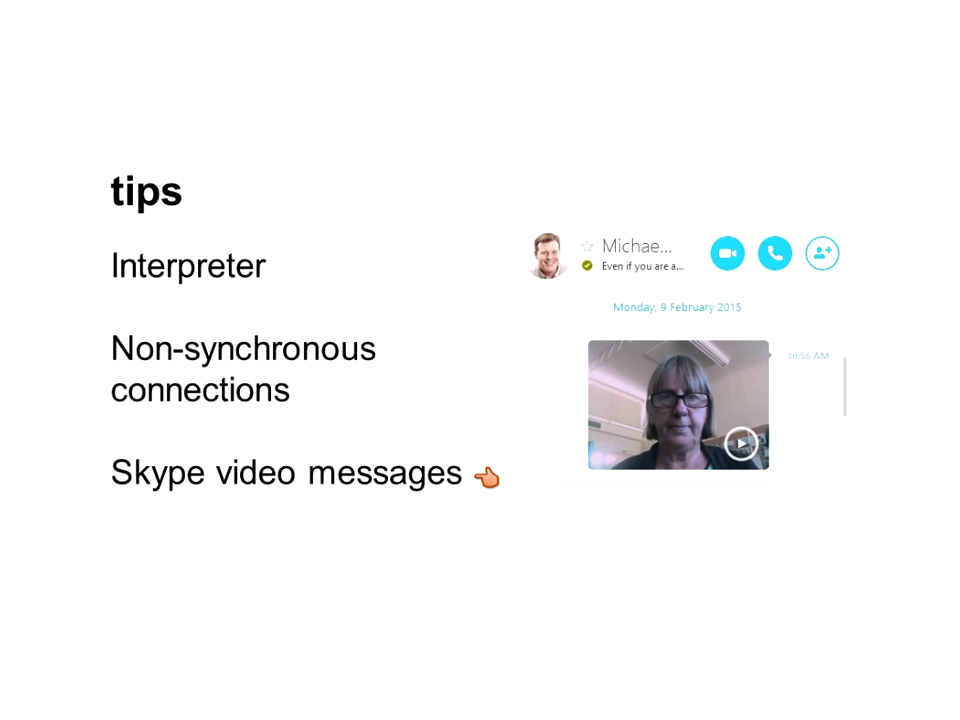 tips
Interpreter
Non-synchronous
connections
Skype video messages
Michae...
Even if you are a...
Monday, 9 February 2015
10:56 AM